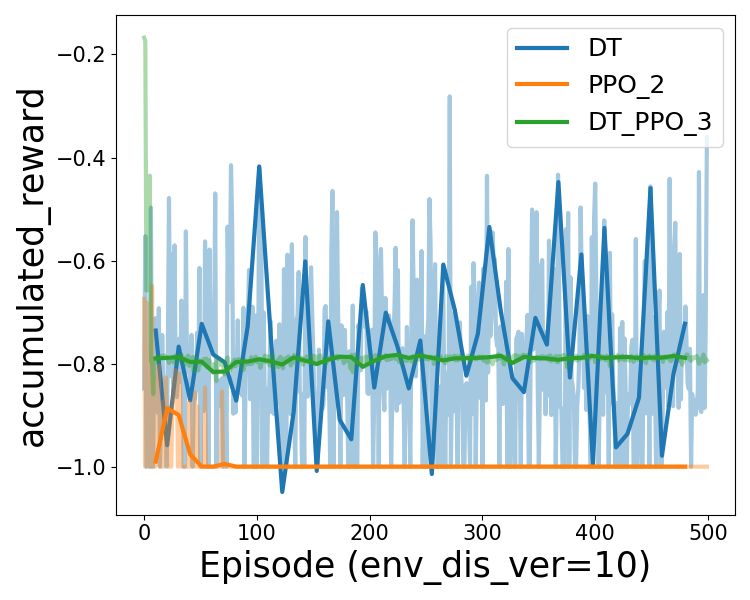 accumulated_reward
−0.2
−0.4
−0.6
−0.8
−1.0
DT
PPO_2
DT_PPO_3
0
100
200
300
400
500
Episode (env_dis_ver=10)